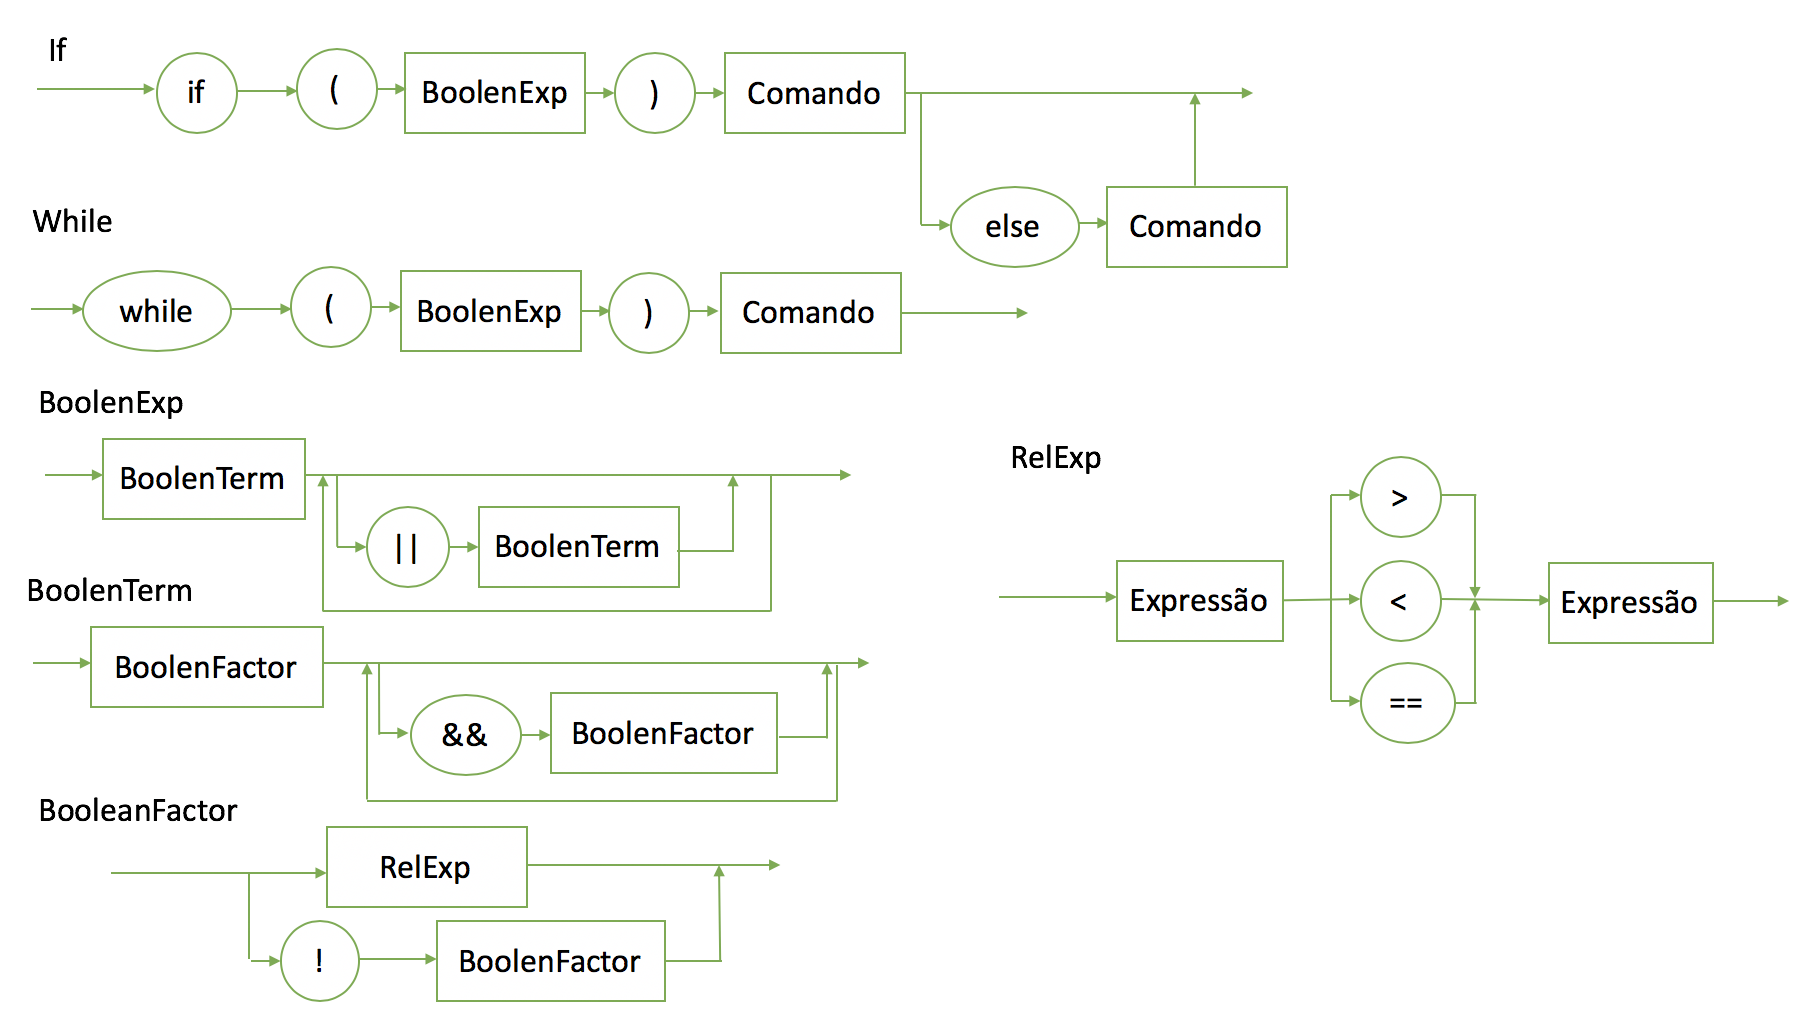 If
if ( BoolenExp ) Comando
else Comando
While
while ( BoolenExp ) Comando
BoolenExp
BoolenTerm
|| BoolenTerm
BoolenTerm
BoolenFactor
&& BoolenFactor
BooleanFactor
RelExp
! BoolenFactor
RelExp
>
Expressão < Expressão
==